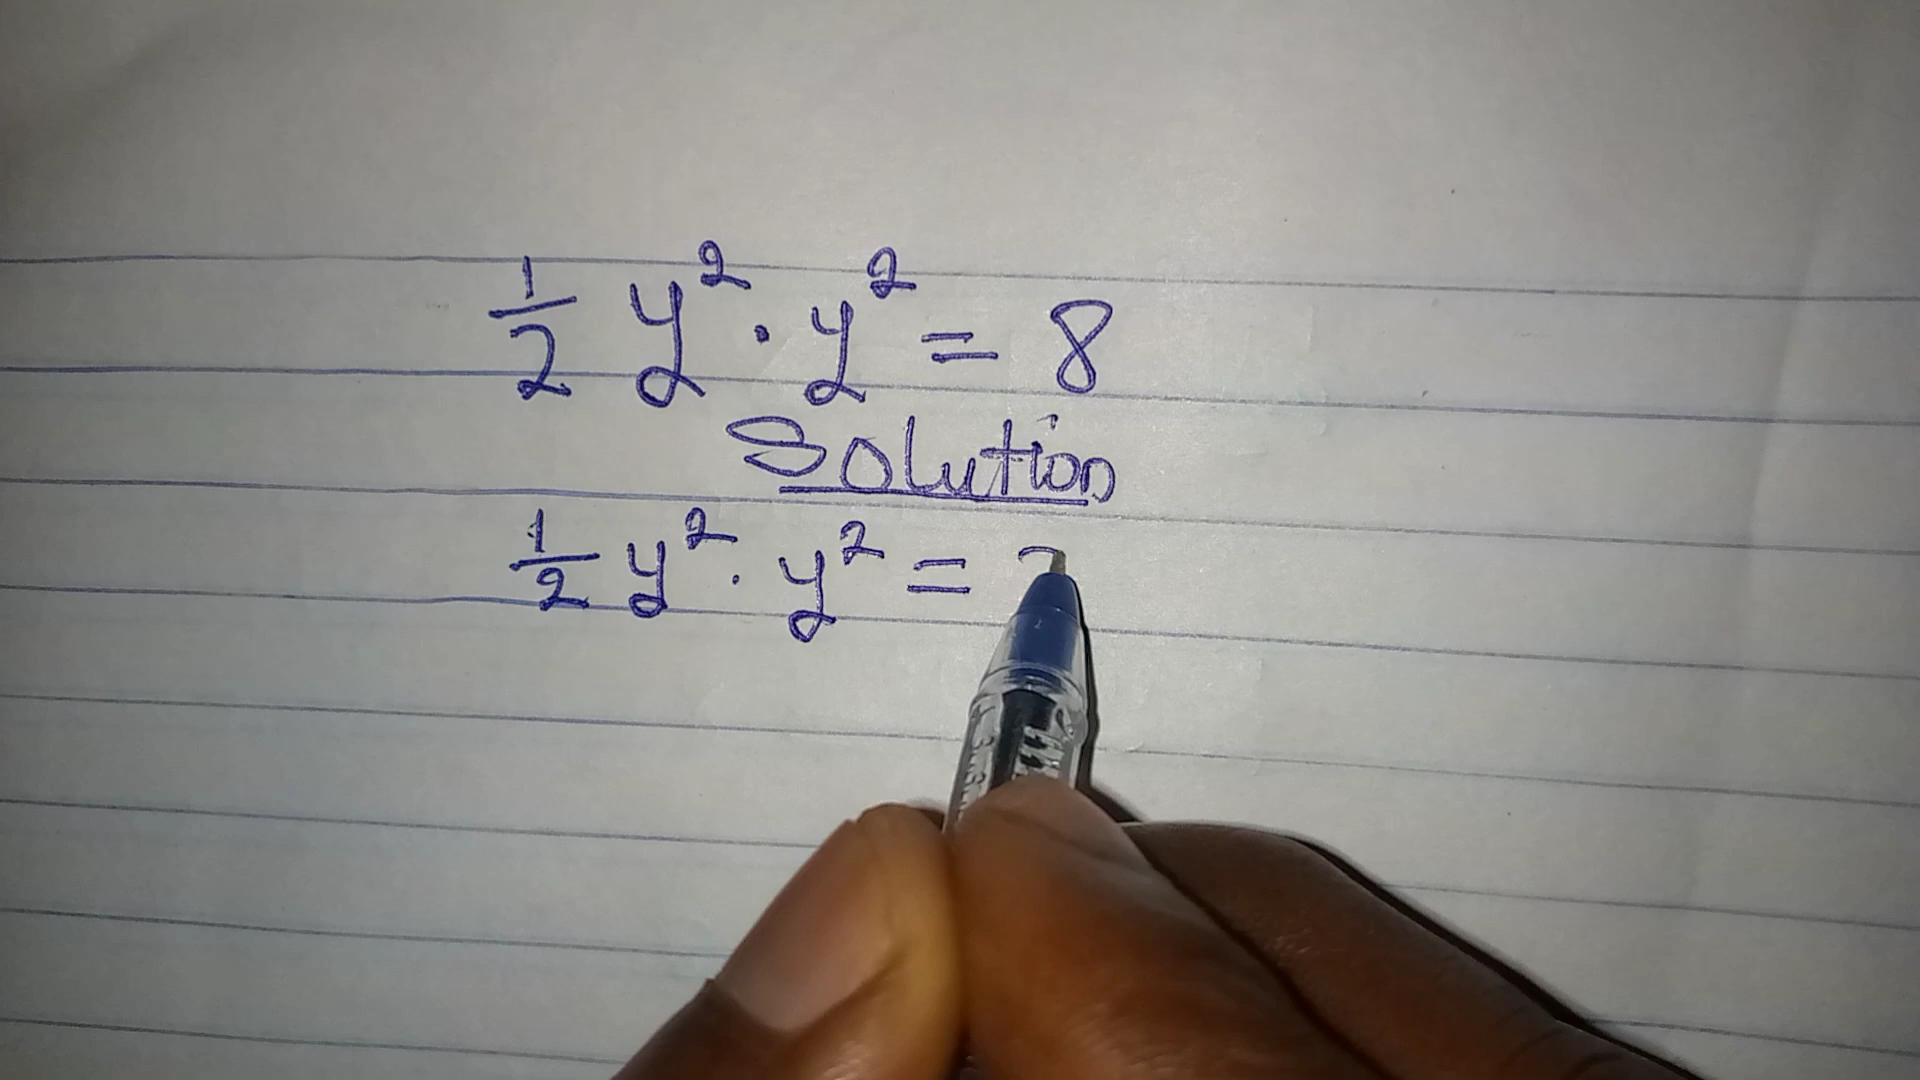 1/2 y² · y² = 8
Solution
1/2 y² · y² =